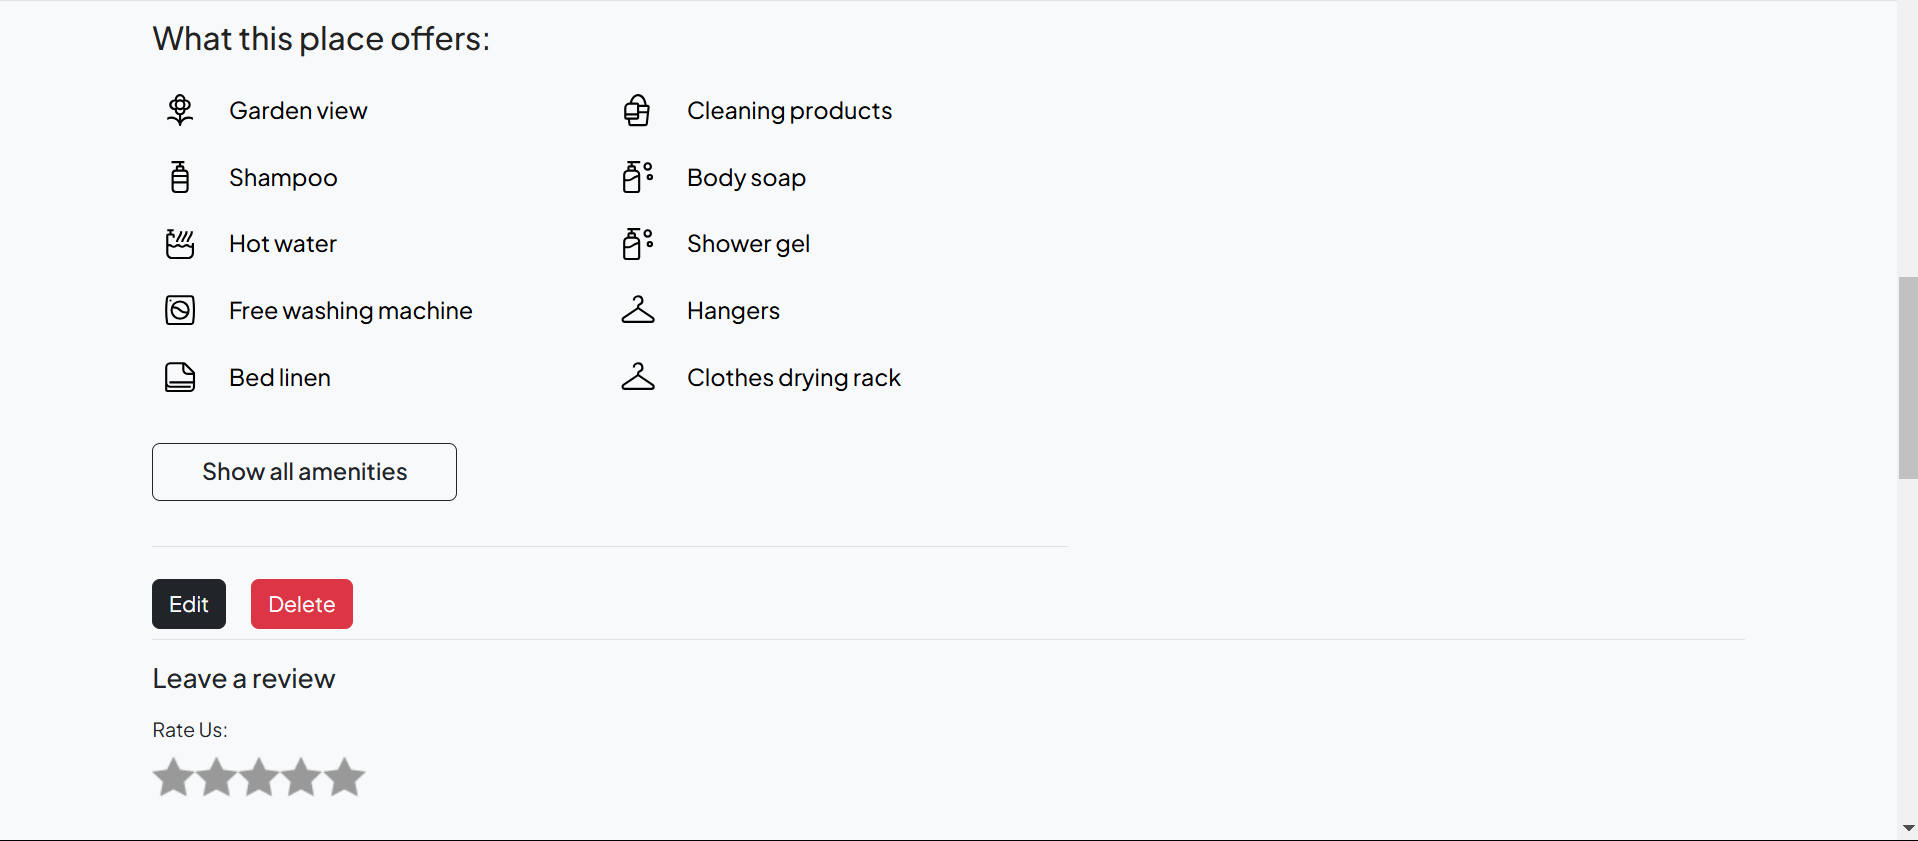 What this place offers:
Garden view
Cleaning products
Shampoo
Body soap
Hot water
Shower gel
Free washing machine
Hangers
Bed linen
Clothes drying rack
Show all amenities
Edit
Delete
Leave a review
Rate Us: